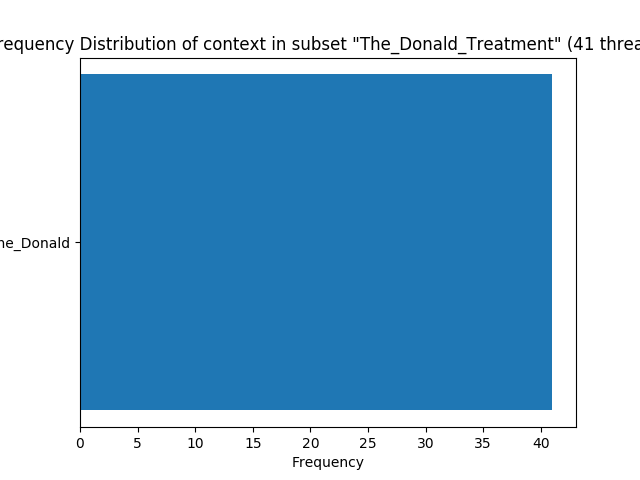 requency Distribution of context in subset "The_Donald_Treatment" (41 threa
he_Donald
0 5 10 15 20 25 30 35 40
Frequency